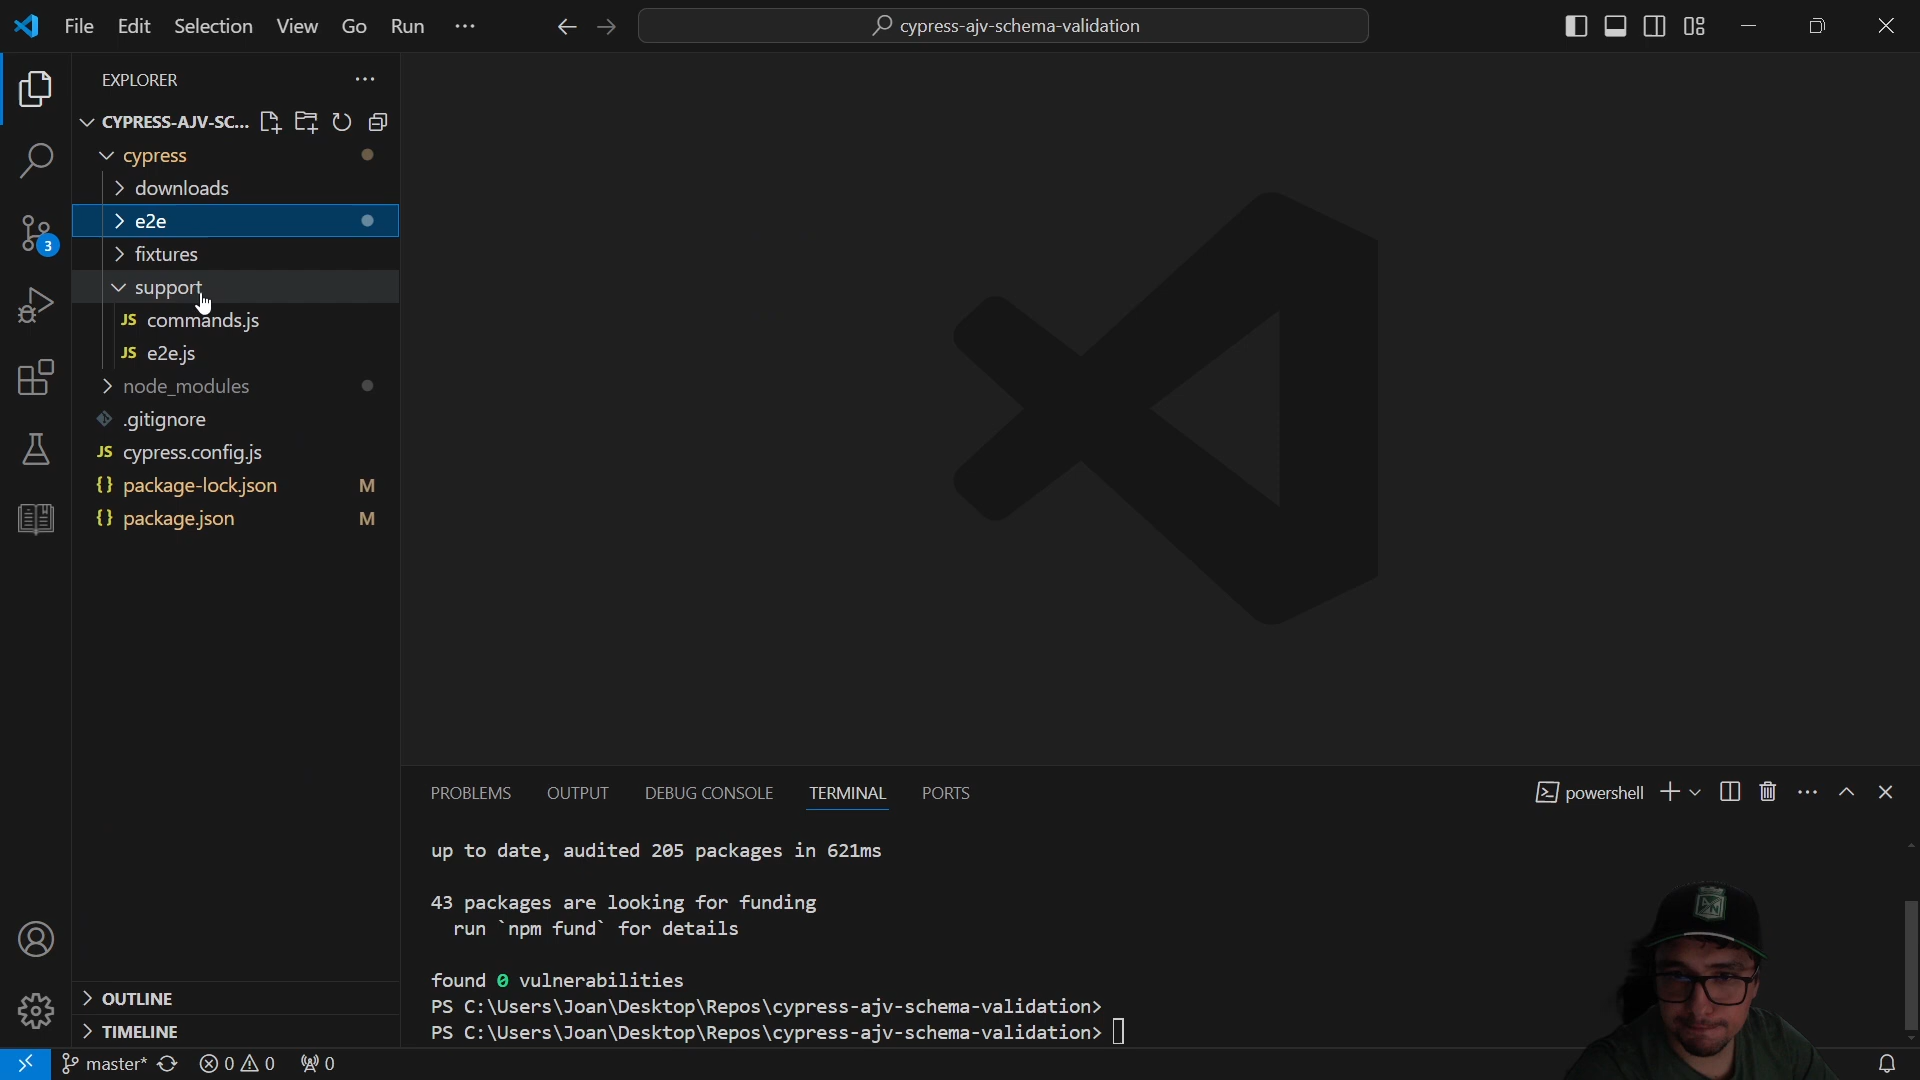 File Edit Selection View Go Run ···
cypress-ajv-schema-validation
EXPLORER
CYPRESS-AJV-SC...
cypress
downloads
e2e
fixtures
support
JS commands.js
JS e2e.js
node_modules
.gitignore
JS cypress.config.js
{} package-lock.json M
{} package.json M
3
OUTLINE
TIMELINE
PROBLEMS OUTPUT DEBUG CONSOLE TERMINAL PORTS
powershell
up to date, audited 205 packages in 621ms
43 packages are looking for funding
run `npm fund` for details
found 0 vulnerabilities
PS C:\Users\Joan\Desktop\Repos\cypress-ajv-schema-validation>
PS C:\Users\Joan\Desktop\Repos\cypress-ajv-schema-validation>
master* 0 0 0